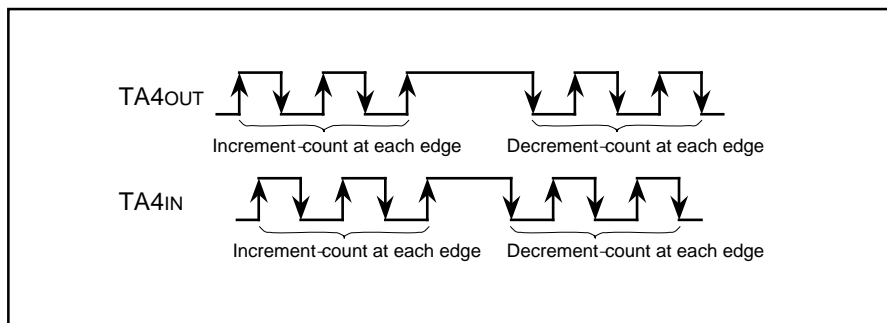 TA4OUT
Increment-count at each edge Decrement-count at each edge
TA4IN
Increment-count at each edge Decrement-count at each edge